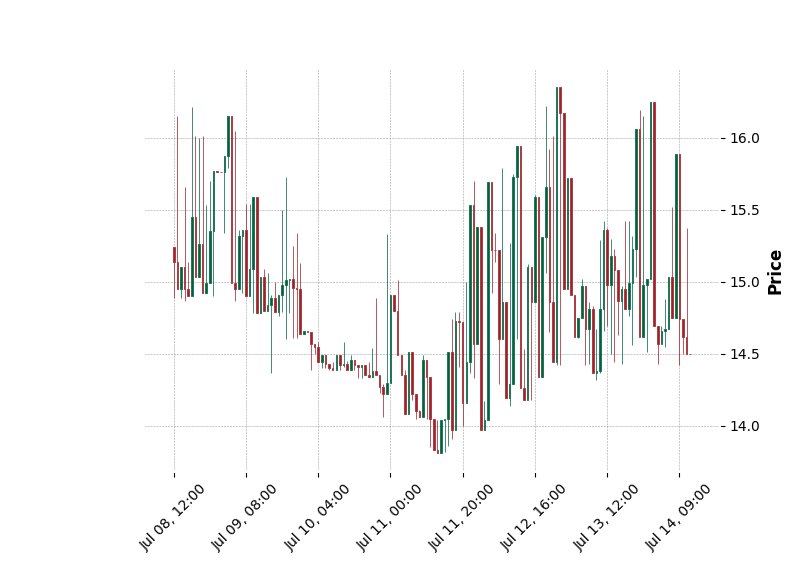 16.0
15.5
15.0
14.5
14.0
Price
Jul 08, 12:00
Jul 09, 08:00
Jul 10, 04:00
Jul 11, 00:00
Jul 11, 20:00
Jul 12, 16:00
Jul 13, 12:00
Jul 14, 09:00